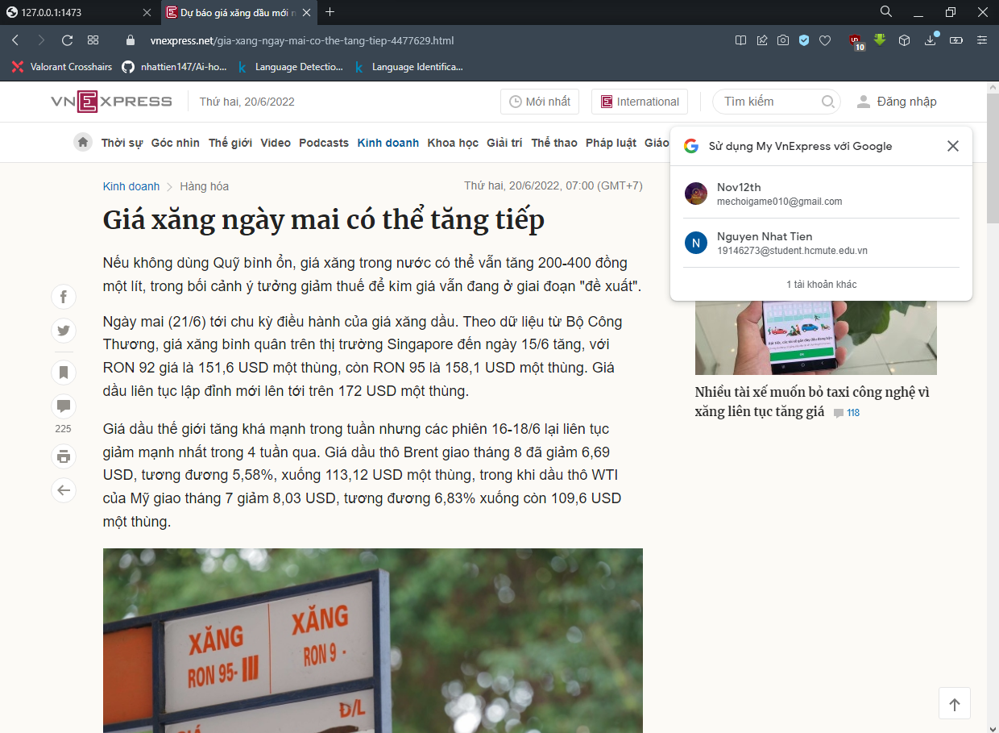 127.0.0.1:1473
Dự báo giá xăng dầu mới n
vnexpress.net/gia-xang-ngay-mai-co-the-tang-tiep-4477629.html
10
Valorant Crosshairs
nhattien147/Ai-ho...
Language Detectio...
Language Identifica...
VNEXPRESS
Thứ hai, 20/6/2022
Mới nhất
International
Tìm kiếm
Đăng nhập
Thời sự Góc nhìn Thế giới Video Podcasts Kinh doanh Khoa học Giải trí Thể thao Pháp luật Giáo
Sử dụng My VnExpress với Google
Nov12th
mechoigame010@gmail.com
N
Nguyen Nhat Tien
19146273@student.hcmute.edu.vn
1 tài khoản khác
Kinh doanh > Hàng hóa
Thứ hai, 20/6/2022, 07:00 (GMT+7)
Giá xăng ngày mai có thể tăng tiếp
Nếu không dùng Quỹ bình ổn, giá xăng trong nước có thể vẫn tăng 200-400 đồng
một lít, trong bối cảnh ý tưởng giảm thuế để kìm giá vẫn đang ở giai đoạn "đề xuất".
Ngày mai (21/6) tới chu kỳ điều hành của giá xăng dầu. Theo dữ liệu từ Bộ Công
Thương, giá xăng bình quân trên thị trường Singapore đến ngày 15/6 tăng, với
RON 92 giá là 151,6 USD một thùng, còn RON 95 là 158,1 USD một thùng. Giá
dầu liên tục lập đỉnh mới lên tới trên 172 USD một thùng.
225
Giá dầu thế giới tăng khá mạnh trong tuần nhưng các phiên 16-18/6 lại liên tục
giảm mạnh nhất trong 4 tuần qua. Giá dầu thô Brent giao tháng 8 đã giảm 6,69
USD, tương đương 5,58%, xuống 113,12 USD một thùng, trong khi dầu thô WTI
của Mỹ giao tháng 7 giảm 8,03 USD, tương đương 6,83% xuống còn 109,6 USD
một thùng.
Nhiều tài xế muốn bỏ taxi công nghệ vì
xăng liên tục tăng giá 118
XĂNG
RON 95-III
XĂNG
RON 9 -
Đ/L
GIÁ